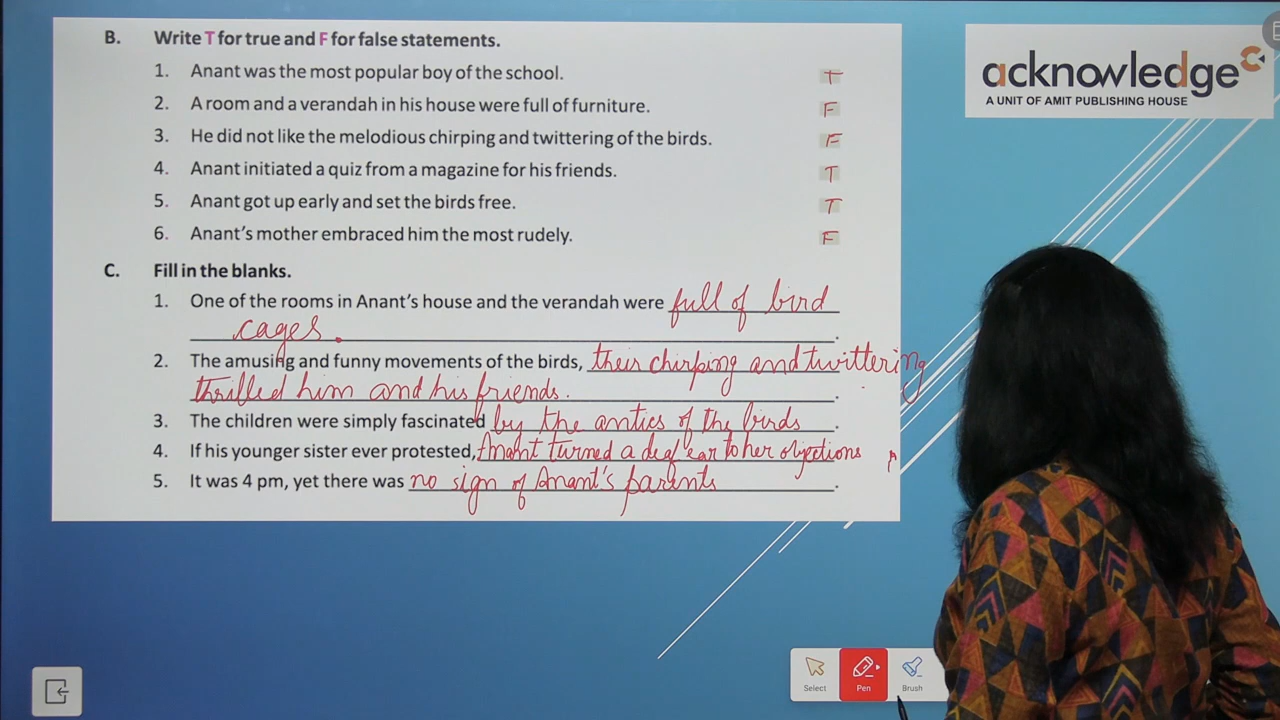 B. Write T for true and F for false statements.
1. Anant was the most popular boy of the school. T
2. A room and a verandah in his house were full of furniture. F
3. He did not like the melodious chirping and twittering of the birds. F
4. Anant initiated a quiz from a magazine for his friends. T
5. Anant got up early and set the birds free. T
6. Anant's mother embraced him the most rudely. F
C. Fill in the blanks.
1. One of the rooms in Anant's house and the verandah were full of bird
cages.
2. The amusing and funny movements of the birds, their chirping and twittering
thrilled him and his friends.
3. The children were simply fascinated by the antics of the birds.
4. If his younger sister ever protested, Anant turned a deaf ear to her objections
5. It was 4 pm, yet there was no sign of Anant's parents.
acknowledge
A UNIT OF AMIT PUBLISHING HOUSE
Select Pen Brush